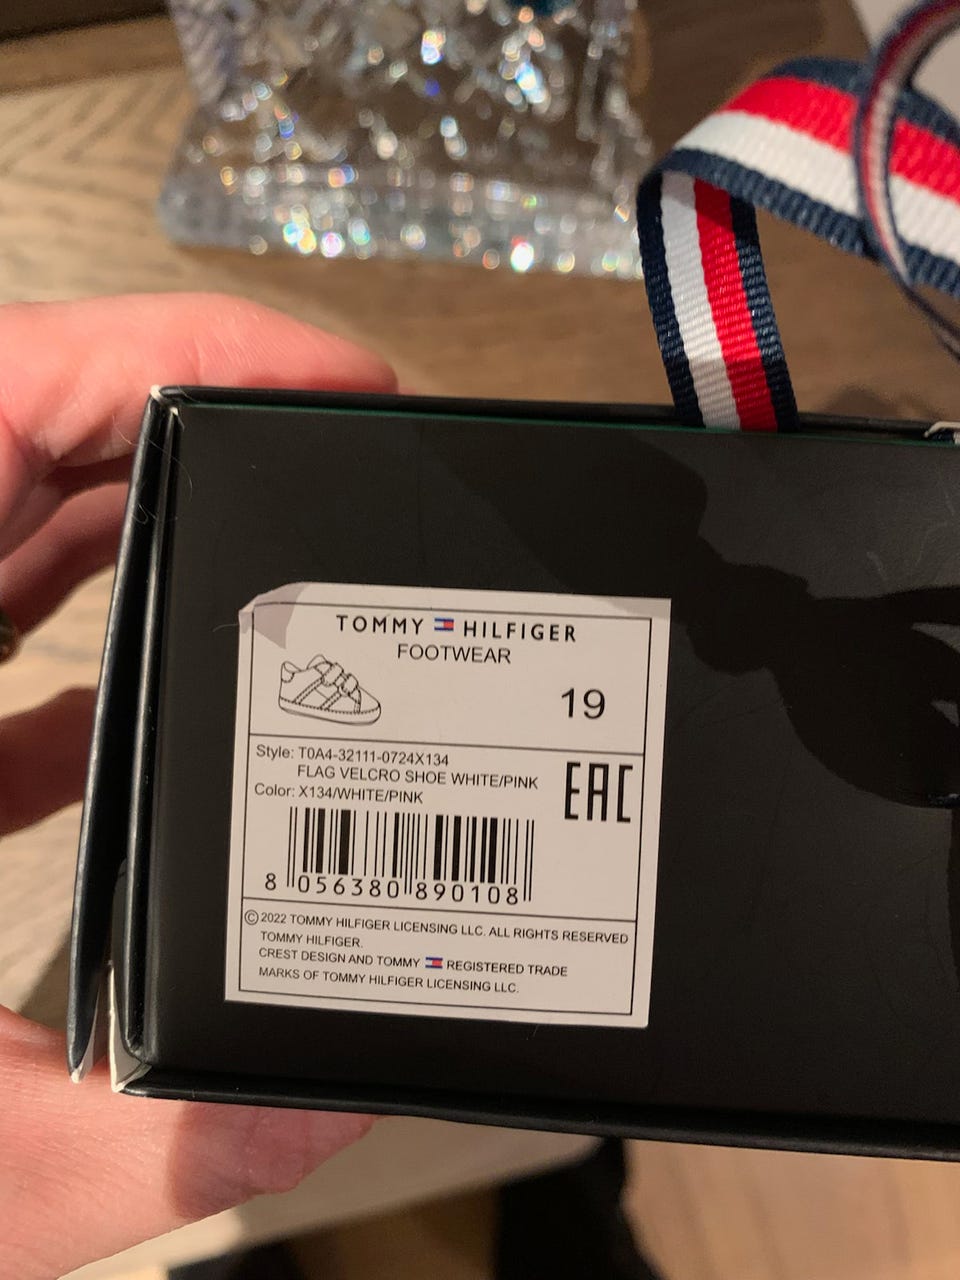 TOMMY HILFIGER
FOOTWEAR
19
Style: T0A4-32111-0724X134
FLAG VELCRO SHOE WHITE/PINK
Color: X134/WHITE/PINK
EAC
8 056380 890108
©2022 TOMMY HILFIGER LICENSING LLC. ALL RIGHTS RESERVED
TOMMY HILFIGER.
CREST DESIGN AND TOMMY REGISTERED TRADE
MARKS OF TOMMY HILFIGER LICENSING LLC.